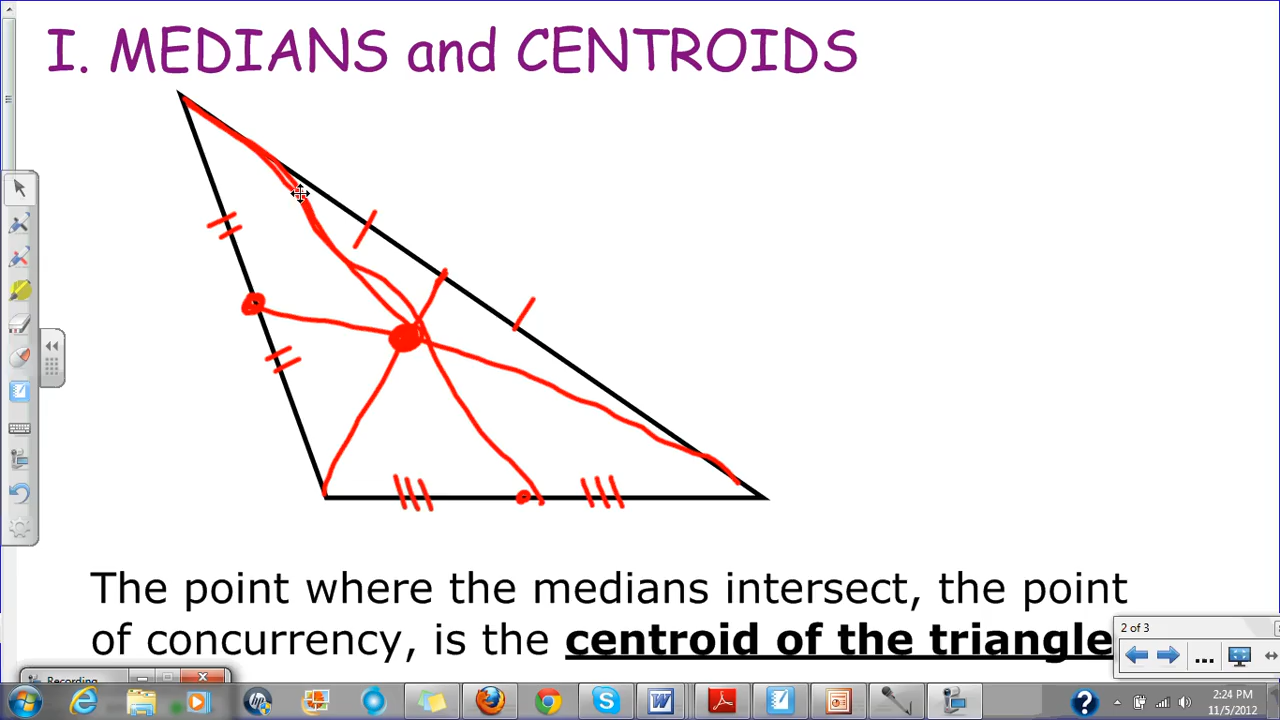 I. MEDIANS and CENTROIDS
The point where the medians intersect, the point
of concurrency, is the centroid of the triangle
2 of 3
...
Recording
2:24 PM
11/5/2012